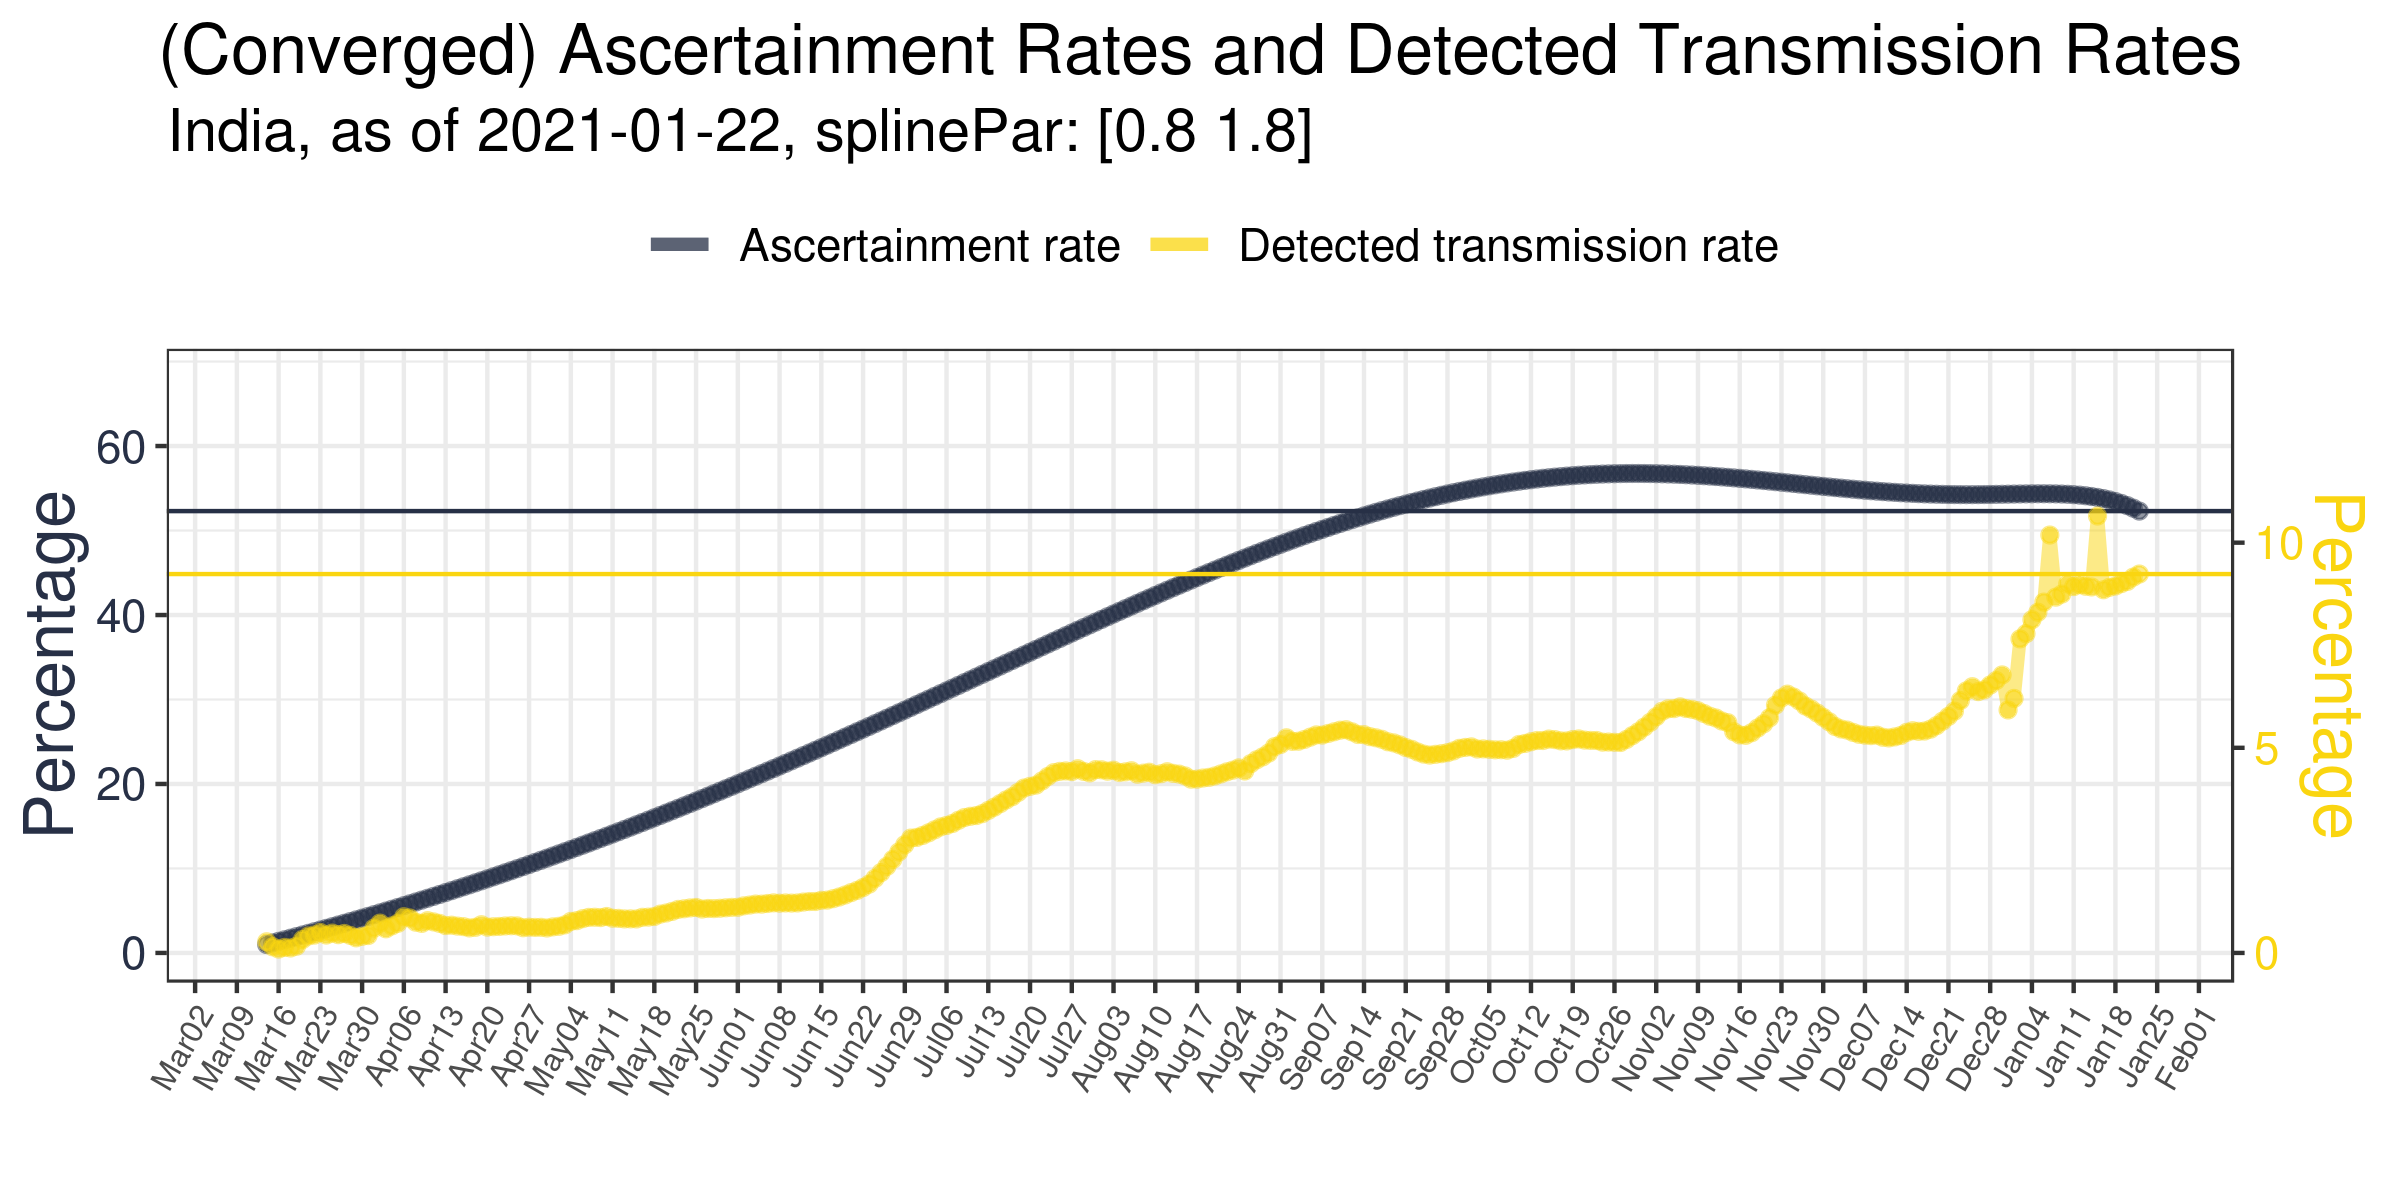 (Converged) Ascertainment Rates and Detected Transmission Rates
India, as of 2021-01-22, splinePar: [0.8 1.8]
Ascertainment rate Detected transmission rate
Percentage
60
40
20
0
10
5
0
Percentage
Mar02 Mar09 Mar16 Mar23 Mar30 Apr06 Apr13 Apr20 Apr27 May04 May11 May18 May25 Jun01 Jun08 Jun15 Jun22 Jun29 Jul06 Jul13 Jul20 Jul27 Aug03 Aug10 Aug17 Aug24 Aug31 Sep07 Sep14 Sep21 Sep28 Oct05 Oct12 Oct19 Oct26 Nov02 Nov09 Nov16 Nov23 Nov30 Dec07 Dec14 Dec21 Dec28 Jan04 Jan11 Jan18 Jan25 Feb01